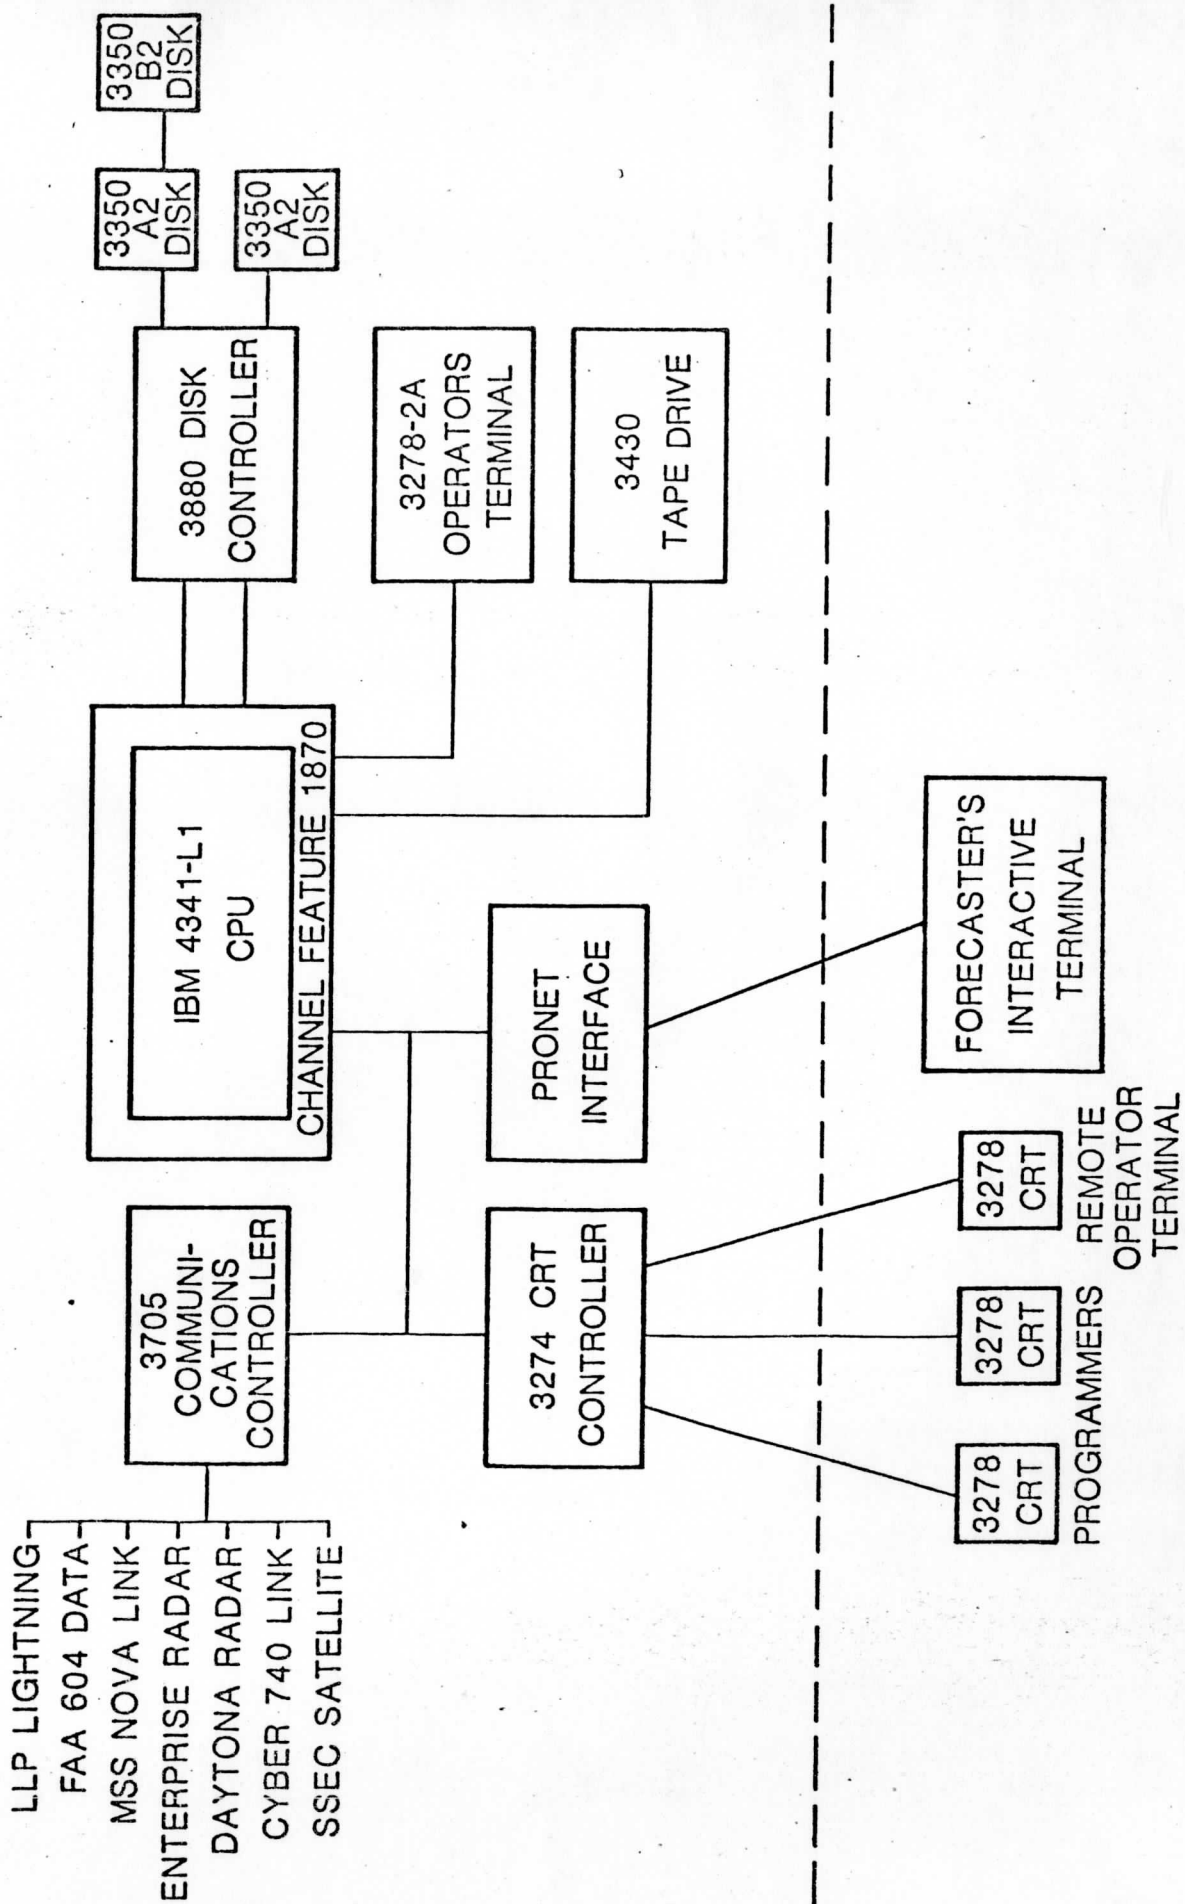 LLP LIGHTNING
FAA 604 DATA
MSS NOVA LINK
ENTERPRISE RADAR
DAYTONA RADAR
CYBER 740 LINK
SSEC SATELLITE
3705
COMMUNI-
CATIONS
CONTROLLER
IBM 4341-L1
CPU
CHANNEL FEATURE 1870
3880 DISK
CONTROLLER
3350
A2
DISK
3350
B2
DISK
3350
A2
DISK
3278-2A
OPERATORS
TERMINAL
3430
TAPE DRIVE
3274 CRT
CONTROLLER
PRONET
INTERFACE
3278
CRT
3278
CRT
PROGRAMMERS
3278
CRT
REMOTE
OPERATOR
TERMINAL
FORECASTER'S
INTERACTIVE
TERMINAL